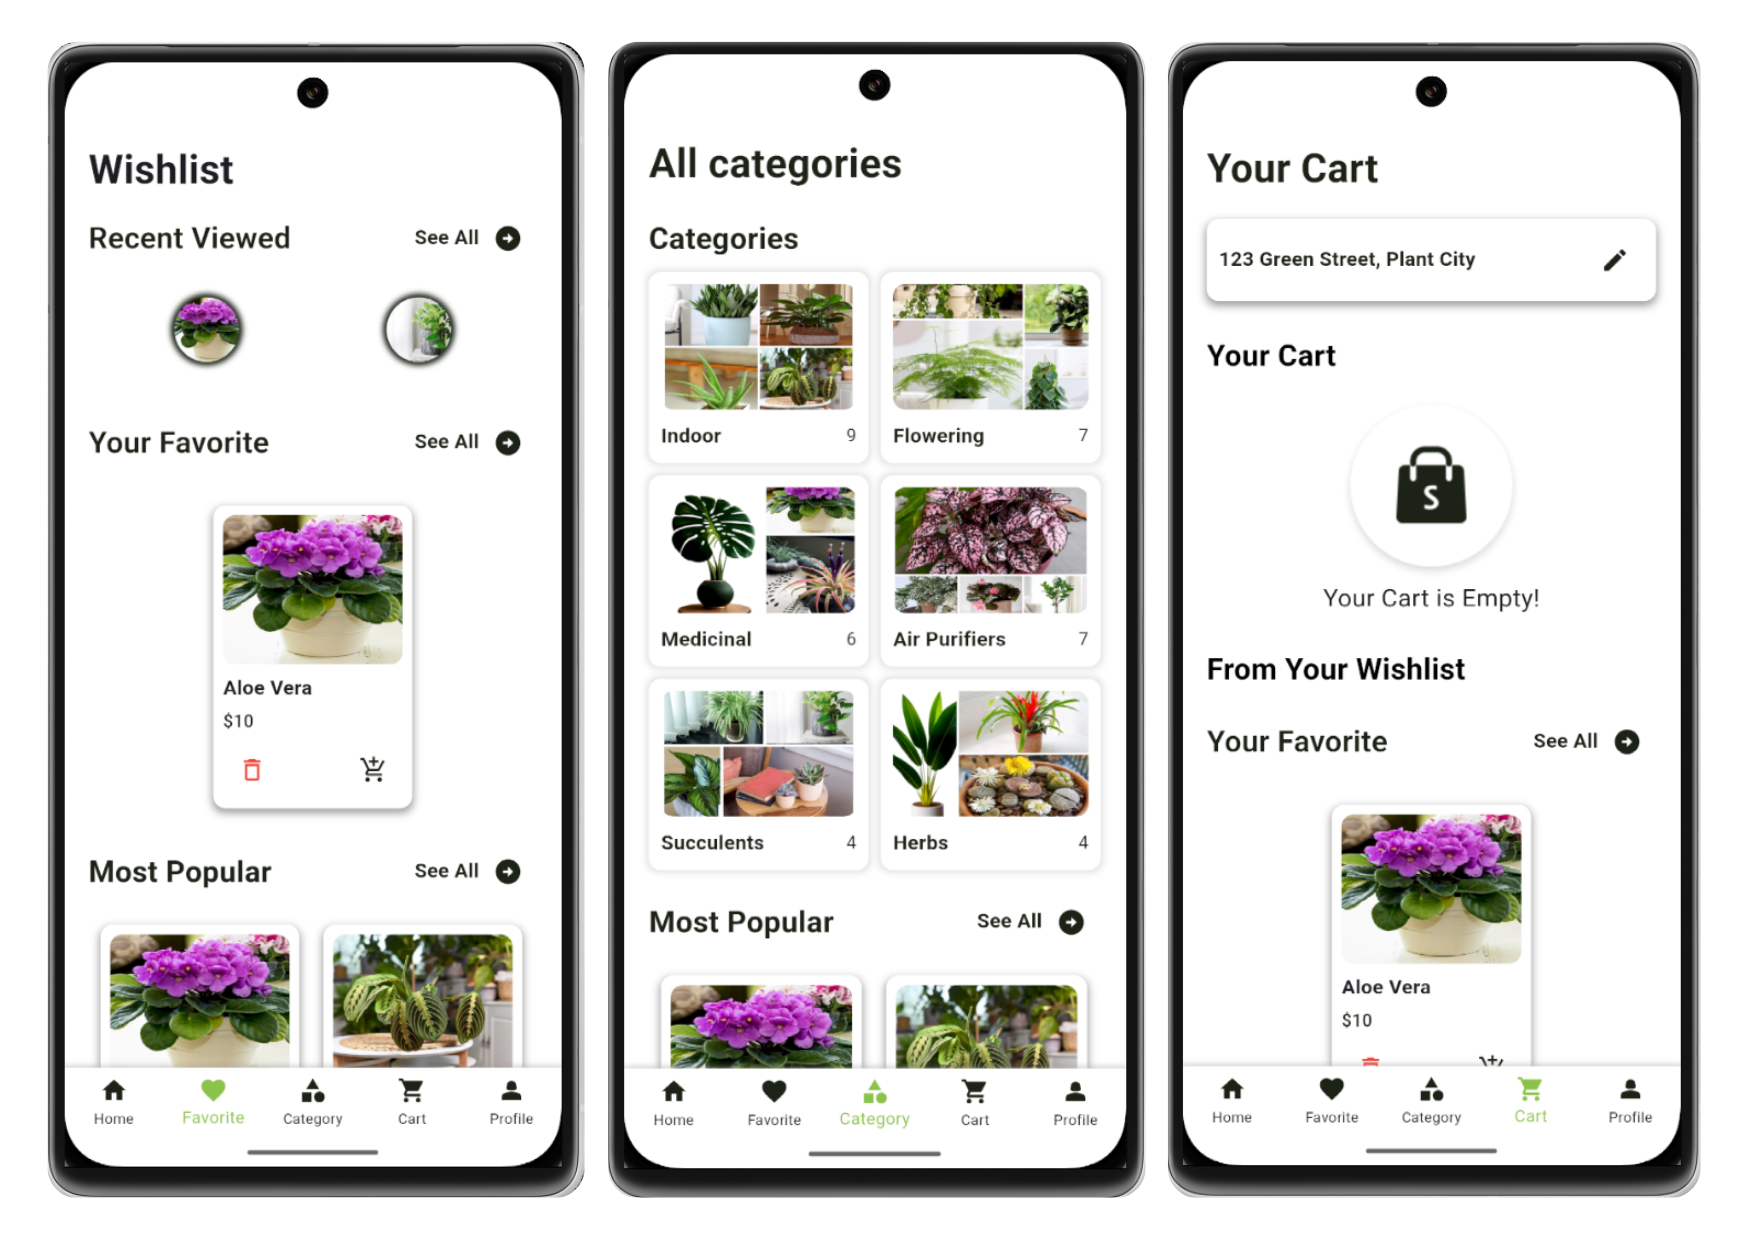 Wishlist
Recent Viewed See All
Your Favorite See All
Aloe Vera
$10
Most Popular See All
Home Favorite Category Cart Profile
All categories
Categories
Indoor 9 Flowering 7
Medicinal 6 Air Purifiers 7
Succulents 4 Herbs 4
Most Popular See All
Home Favorite Category Cart Profile
Your Cart
123 Green Street, Plant City
Your Cart
S
Your Cart is Empty!
From Your Wishlist
Your Favorite See All
Aloe Vera
$10
Home Favorite Category Cart Profile